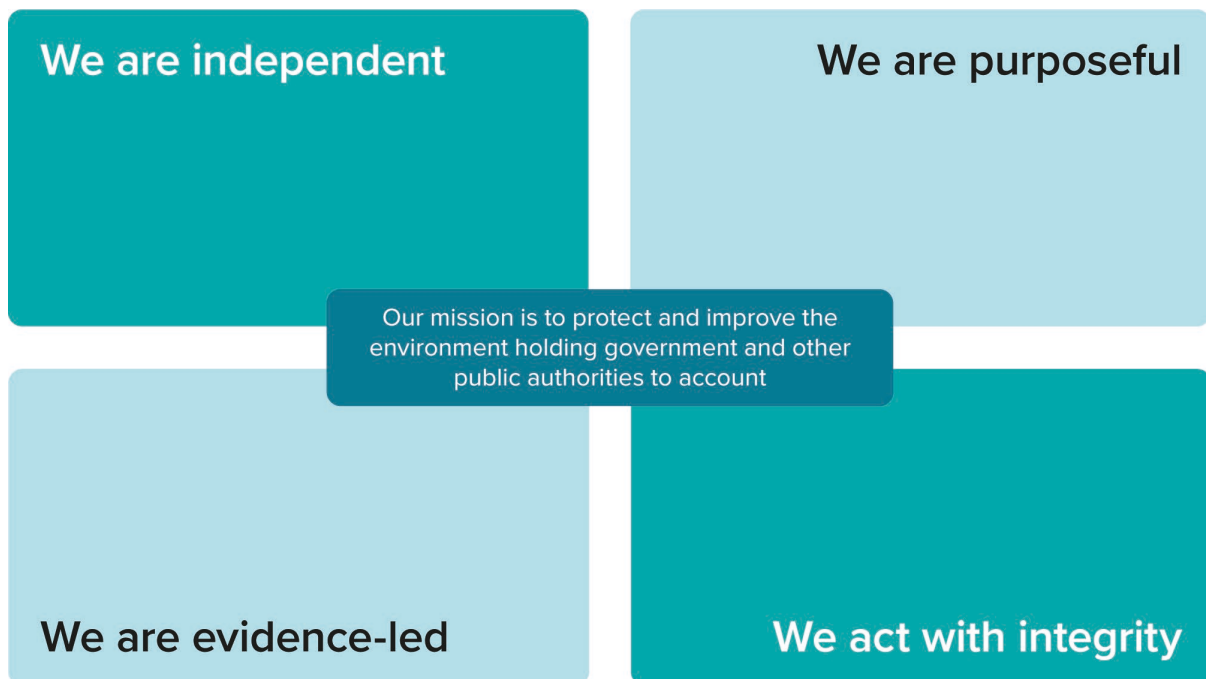 We are independent
We are purposeful
Our mission is to protect and improve the
environment holding government and other
public authorities to account
We are evidence-led
We act with integrity